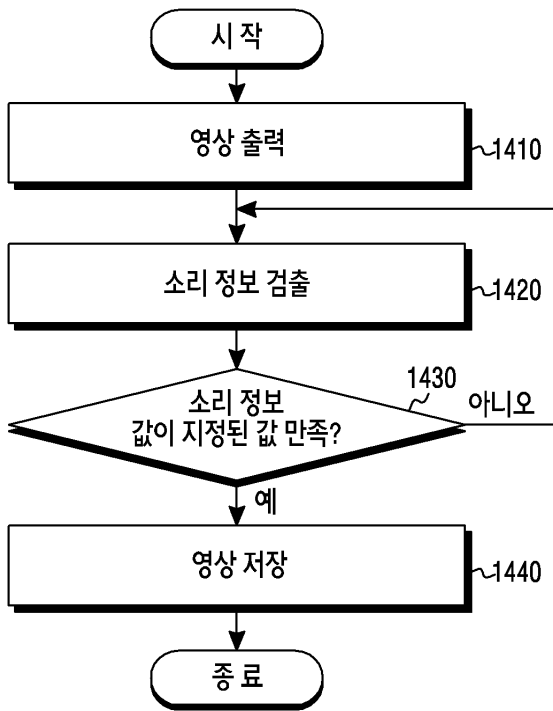 시 작
영상 출력
1410
소리 정보 검출
1420
1430
소리 정보
값이 지정된 값 만족?
아니오
예
영상 저장
1440
종 료